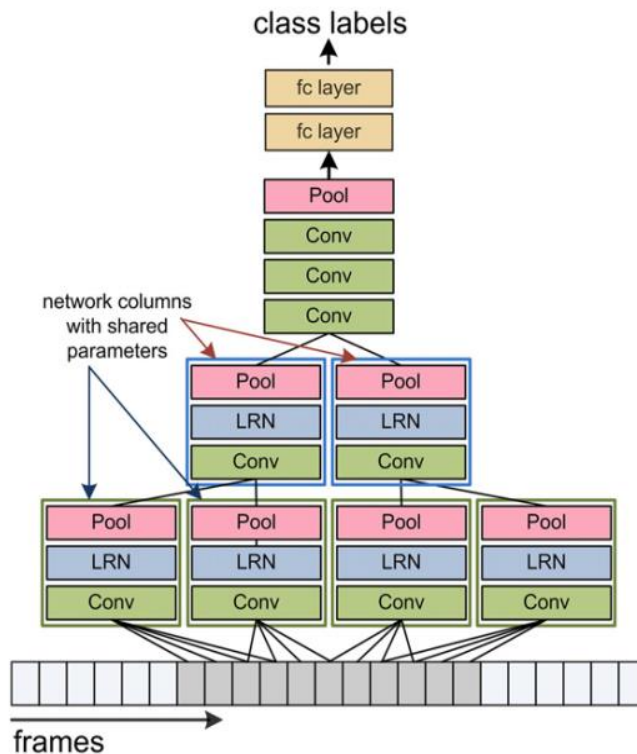 class labels
fc layer
fc layer
Pool
Conv
Conv
Conv
network columns
with shared
parameters
Pool Pool
LRN LRN
Conv Conv
Pool Pool Pool Pool
LRN LRN LRN LRN
Conv Conv Conv Conv
frames